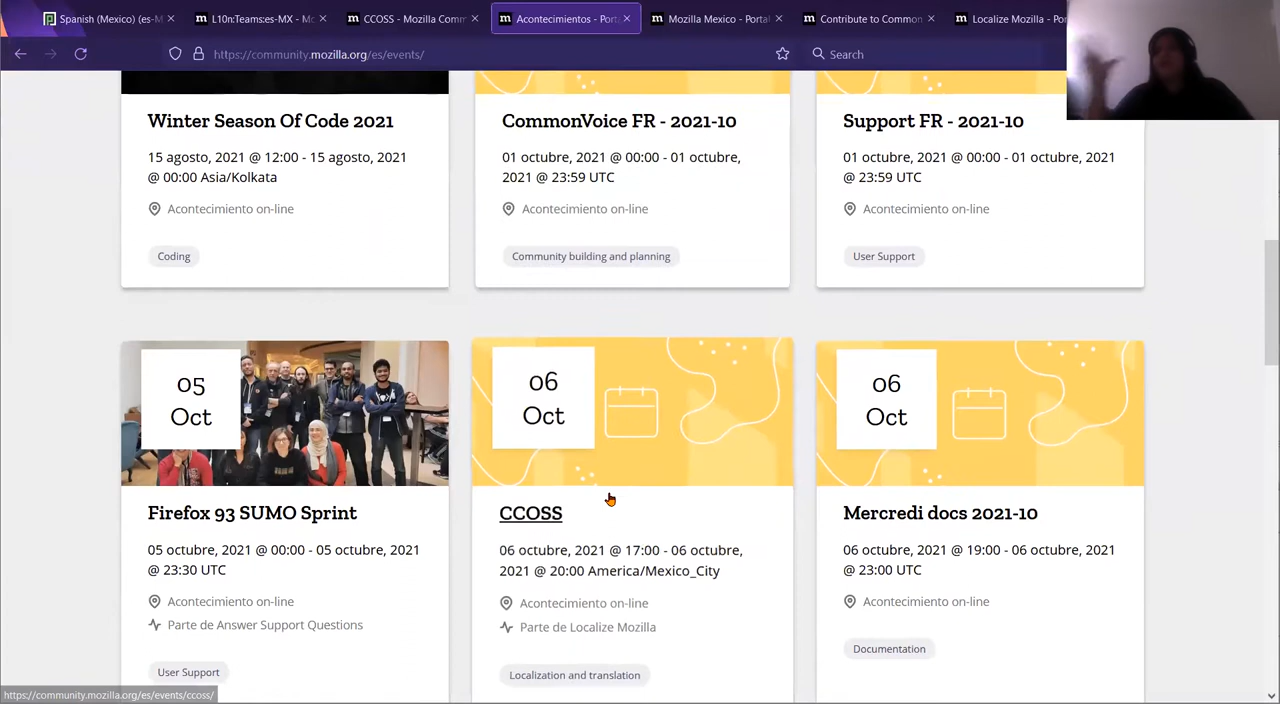 Spanish (Mexico) (es-M
L10n:Teams:es-MX - Mo
CCOSS - Mozilla Comm
Acontecimientos - Port
Mozilla Mexico - Portal
Contribute to Common
Localize Mozilla - Por
https://community.mozilla.org/es/events/
Search
Winter Season Of Code 2021
15 agosto, 2021 @ 12:00 - 15 agosto, 2021
@ 00:00 Asia/Kolkata
Acontecimiento on-line
Coding
CommonVoice FR - 2021-10
01 octubre, 2021 @ 00:00 - 01 octubre,
2021 @ 23:59 UTC
Acontecimiento on-line
Community building and planning
Support FR - 2021-10
01 octubre, 2021 @ 00:00 - 01 octubre, 2021
@ 23:59 UTC
Acontecimiento on-line
User Support
05
Oct
Firefox 93 SUMO Sprint
05 octubre, 2021 @ 00:00 - 05 octubre, 2021
@ 23:30 UTC
Acontecimiento on-line
Parte de Answer Support Questions
User Support
06
Oct
CCOSS
06 octubre, 2021 @ 17:00 - 06 octubre,
2021 @ 20:00 America/Mexico_City
Acontecimiento on-line
Parte de Localize Mozilla
Localization and translation
06
Oct
Mercredi docs 2021-10
06 octubre, 2021 @ 19:00 - 06 octubre, 2021
@ 23:00 UTC
Acontecimiento on-line
Documentation
https://community.mozilla.org/es/events/ccoss/